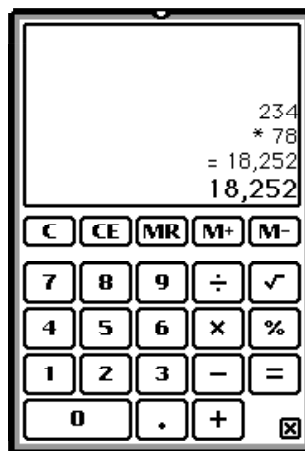 234
* 78
= 18,252
18,252
C CE MR M+ M-
7 8 9 ÷ √
4 5 6 × %
1 2 3 − =
0 . +